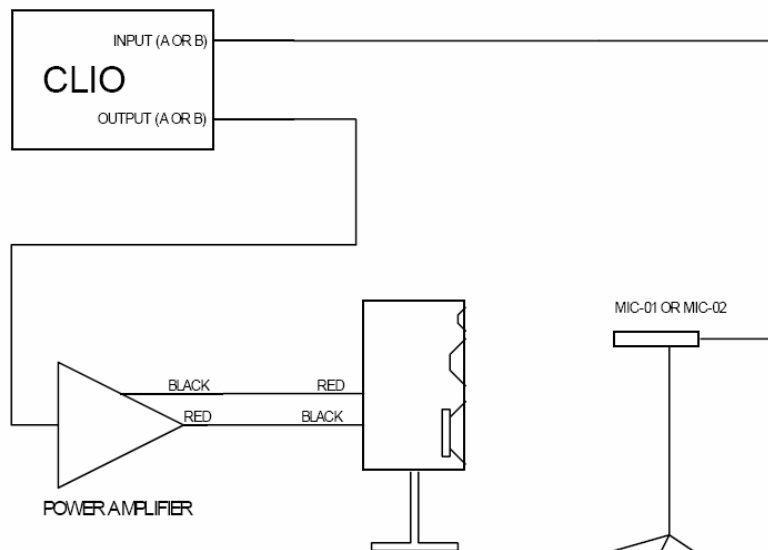 INPUT (A OR B)
CLIO
OUTPUT (A OR B)
MIC-01 OR MIC-02
BLACK RED
RED BLACK
POWER AMPLIFIER